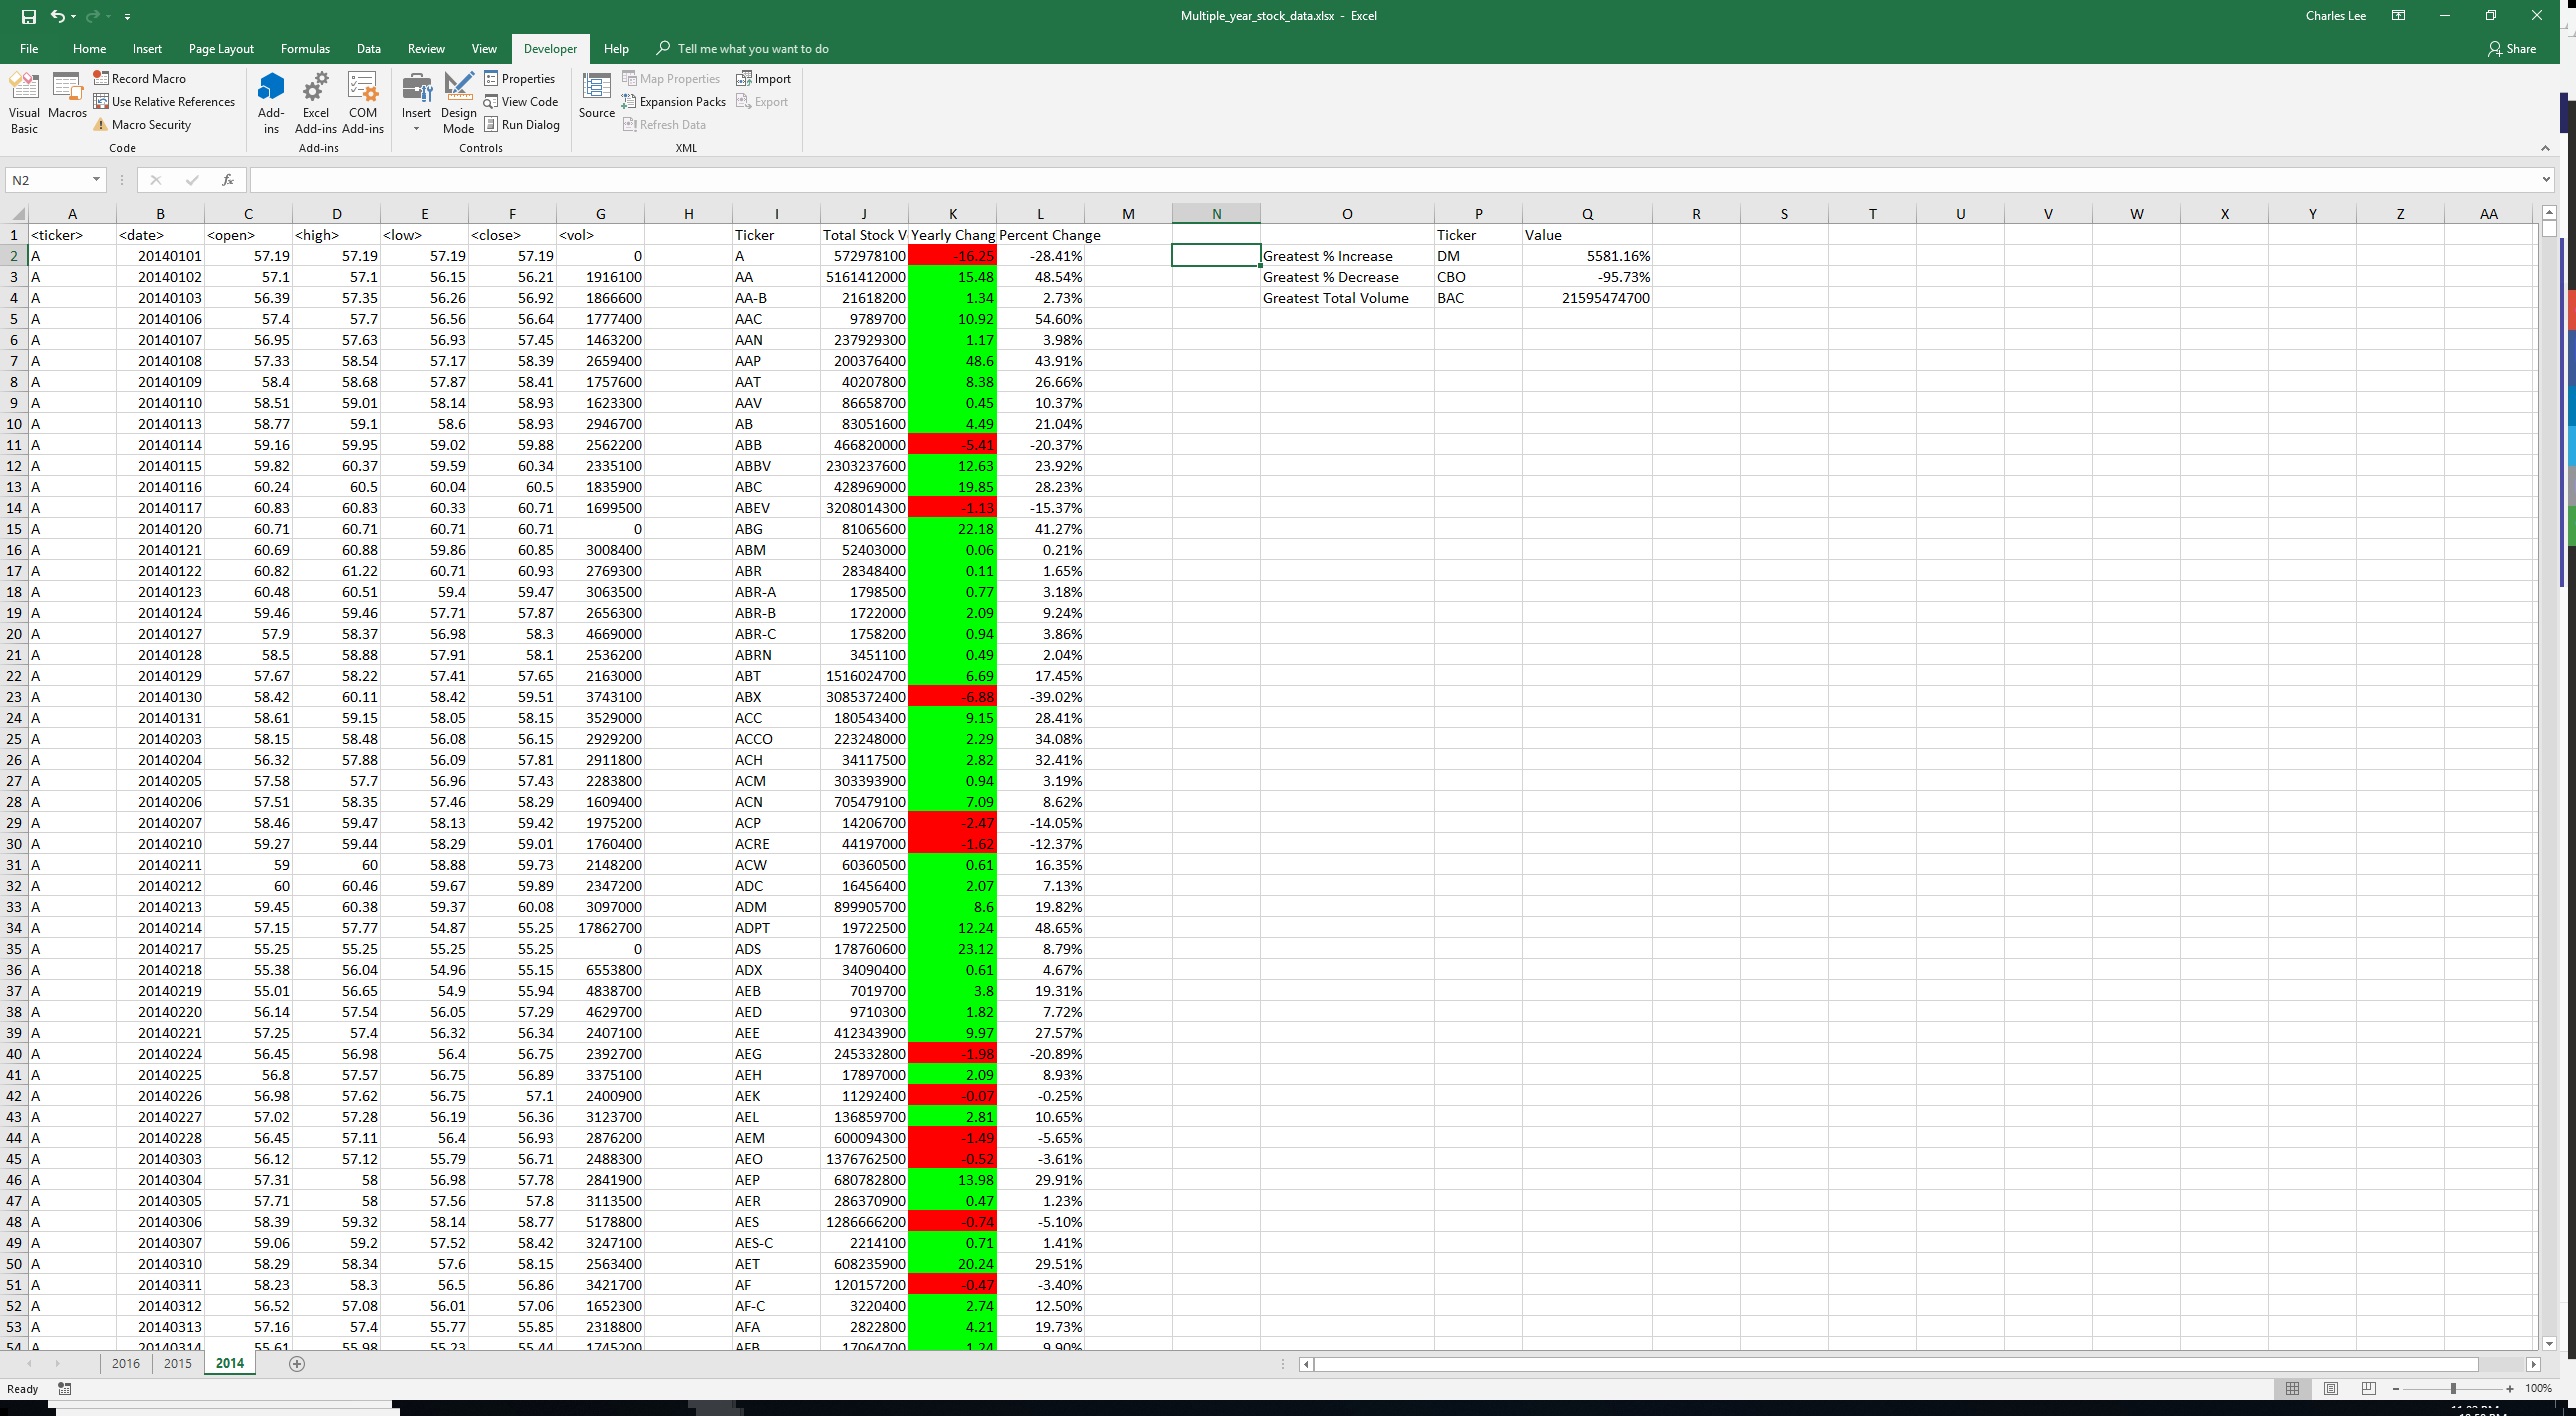 Multiple_year_stock_data.xlsx - Excel
Charles Lee
File Home Insert Page Layout Formulas Data Review View Developer Help Tell me what you want to do Share
Visual Basic
Macros
Record Macro
Use Relative References
Macro Security
Code
Add-ins
Excel Add-ins
COM Add-ins
Add-ins
Insert
Design Mode
Properties
View Code
Run Dialog
Controls
Source
Map Properties
Expansion Packs
Refresh Data
Import
Export
XML
N2
fx
A B C D E F G H I J K L M N O P Q R S T U V W X Y Z AA
1 <ticker> <date> <open> <high> <low> <close> <vol> Ticker Total Stock V Yearly Chang Percent Change Ticker Value
2 A 20140101 57.19 57.19 57.19 57.19 0 A 572978100 -16.25 -28.41% Greatest % Increase DM 5581.16%
3 A 20140102 57.1 57.1 56.15 56.21 1916100 AA 5161412000 15.48 48.54% Greatest % Decrease CBO -95.73%
4 A 20140103 56.39 57.35 56.26 56.92 1866600 AA-B 21618200 1.34 2.73% Greatest Total Volume BAC 21595474700
5 A 20140106 57.4 57.7 56.56 56.64 1777400 AAC 9789700 10.92 54.60%
6 A 20140107 56.95 57.63 56.93 57.45 1463200 AAN 237929300 1.17 3.98%
7 A 20140108 57.33 58.54 57.17 58.39 2659400 AAP 200376400 48.6 43.91%
8 A 20140109 58.4 58.68 57.87 58.41 1757600 AAT 40207800 8.38 26.66%
9 A 20140110 58.51 59.01 58.14 58.93 1623300 AAV 86658700 0.45 10.37%
10 A 20140113 58.77 59.1 58.6 58.93 2946700 AB 83051600 4.49 21.04%
11 A 20140114 59.16 59.95 59.02 59.88 2562200 ABB 466820000 -5.41 -20.37%
12 A 20140115 59.82 60.37 59.59 60.34 2335100 ABBV 2303237600 12.63 23.92%
13 A 20140116 60.24 60.5 60.04 60.5 1835900 ABC 428969000 19.85 28.23%
14 A 20140117 60.83 60.83 60.33 60.71 1699500 ABEV 3208014300 -1.13 -15.37%
15 A 20140120 60.71 60.71 60.71 60.71 0 ABG 81065600 22.18 41.27%
16 A 20140121 60.69 60.88 59.86 60.85 3008400 ABM 52403000 0.06 0.21%
17 A 20140122 60.82 61.22 60.71 60.93 2769300 ABR 28348400 0.11 1.65%
18 A 20140123 60.48 60.51 59.4 59.47 3063500 ABR-A 1798500 0.77 3.18%
19 A 20140124 59.46 59.46 57.71 57.87 2656300 ABR-B 1722000 2.09 9.24%
20 A 20140127 57.9 58.37 56.98 58.3 4669000 ABR-C 1758200 0.94 3.86%
21 A 20140128 58.5 58.88 57.91 58.1 2536200 ABRN 3451100 0.49 2.04%
22 A 20140129 57.67 58.22 57.41 57.65 2163000 ABT 1516024700 6.69 17.45%
23 A 20140130 58.42 60.11 58.42 59.51 3743100 ABX 3085372400 -6.88 -39.02%
24 A 20140131 58.61 59.15 58.05 58.15 3529000 ACC 180543400 9.15 28.41%
25 A 20140203 58.15 58.48 56.08 56.15 2929200 ACCO 223248000 2.29 34.08%
26 A 20140204 56.32 57.88 56.09 57.81 2911800 ACH 34117500 2.82 32.41%
27 A 20140205 57.58 57.7 56.96 57.43 2283800 ACM 303393900 0.94 3.19%
28 A 20140206 57.51 58.35 57.46 58.29 1609400 ACN 705479100 7.09 8.62%
29 A 20140207 58.46 59.47 58.13 59.42 1975200 ACP 14206700 -2.47 -14.05%
30 A 20140210 59.27 59.44 58.29 59.01 1760400 ACRE 44197000 -1.62 -12.37%
31 A 20140211 59 60 58.88 59.73 2148200 ACW 60360500 0.61 16.35%
32 A 20140212 60 60.46 59.67 59.89 2347200 ADC 16456400 2.07 7.13%
33 A 20140213 59.45 60.38 59.37 60.08 3097000 ADM 899905700 8.6 19.82%
34 A 20140214 57.15 57.77 54.87 55.25 17862700 ADPT 19722500 12.24 48.65%
35 A 20140217 55.25 55.25 55.25 55.25 0 ADS 178760600 23.12 8.79%
36 A 20140218 55.38 56.04 54.96 55.15 6553800 ADX 34090400 0.61 4.67%
37 A 20140219 55.01 56.65 54.9 55.94 4838700 AEB 7019700 3.8 19.31%
38 A 20140220 56.14 57.54 56.05 57.29 4629700 AED 9710300 1.82 7.72%
39 A 20140221 57.25 57.4 56.32 56.34 2407100 AEE 412343900 9.97 27.57%
40 A 20140224 56.45 56.98 56.4 56.75 2392700 AEG 245332800 -1.98 -20.89%
41 A 20140225 56.8 57.57 56.75 56.89 3375100 AEH 17897000 2.09 8.93%
42 A 20140226 56.98 57.62 56.75 57.1 2400900 AEK 11292400 -0.07 -0.25%
43 A 20140227 57.02 57.28 56.19 56.36 3123700 AEL 136859700 2.81 10.65%
44 A 20140228 56.45 57.11 56.4 56.93 2876200 AEM 600094300 -1.49 -5.65%
45 A 20140303 56.12 57.12 55.79 56.71 2488300 AEO 1376762500 -0.52 -3.61%
46 A 20140304 57.31 58 56.98 57.78 2841900 AEP 680782800 13.98 29.91%
47 A 20140305 57.71 58 57.56 57.8 3113500 AER 286370900 0.47 1.23%
48 A 20140306 58.39 59.32 58.14 58.77 5178800 AES 1286666200 -0.74 -5.10%
49 A 20140307 59.06 59.2 57.52 58.42 3247100 AES-C 2214100 0.71 1.41%
50 A 20140310 58.29 58.34 57.6 58.15 2563400 AET 608235900 20.24 29.51%
51 A 20140311 58.23 58.3 56.5 56.86 3421700 AF 120157200 -0.47 -3.40%
52 A 20140312 56.52 57.08 56.01 57.06 1652300 AF-C 3220400 2.74 12.50%
53 A 20140313 57.16 57.4 55.77 55.85 2318800 AFA 2822800 4.21 19.73%
54 A 20140314 55.61 55.98 55.23 55.44 1745200 AFB 17064700 1.24 9.90%
2016 2015 2014
Ready
100%